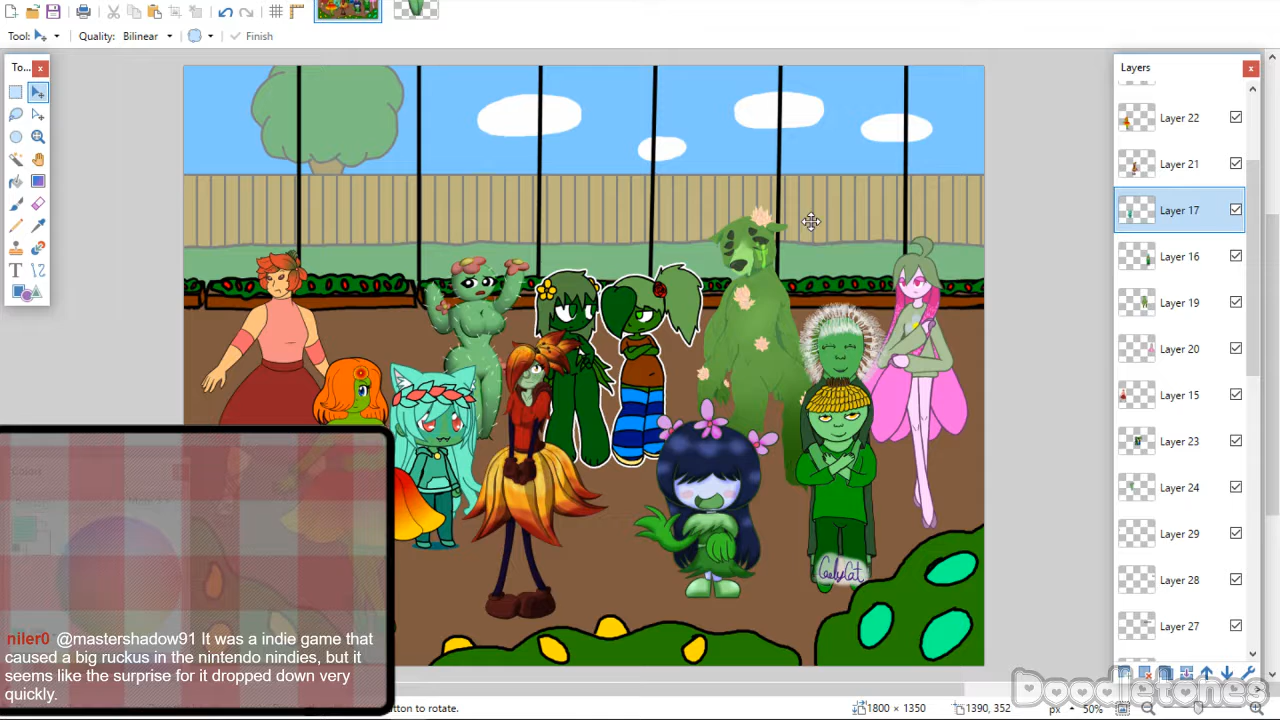 Tool:
Quality: Bilinear
Finish
To...
Layers
Layer 22
Layer 21
Layer 17
Layer 16
Layer 19
Layer 20
Layer 15
Layer 23
Layer 24
Layer 29
Layer 28
Layer 27
niler0 @mastershadow91 It was a indie game that
caused a big ruckus in the nintendo nindies, but it
seems like the surprise for it dropped down very
quickly.
utton to rotate.
1800 × 1350
1390, 352
px
50%
Doodletones